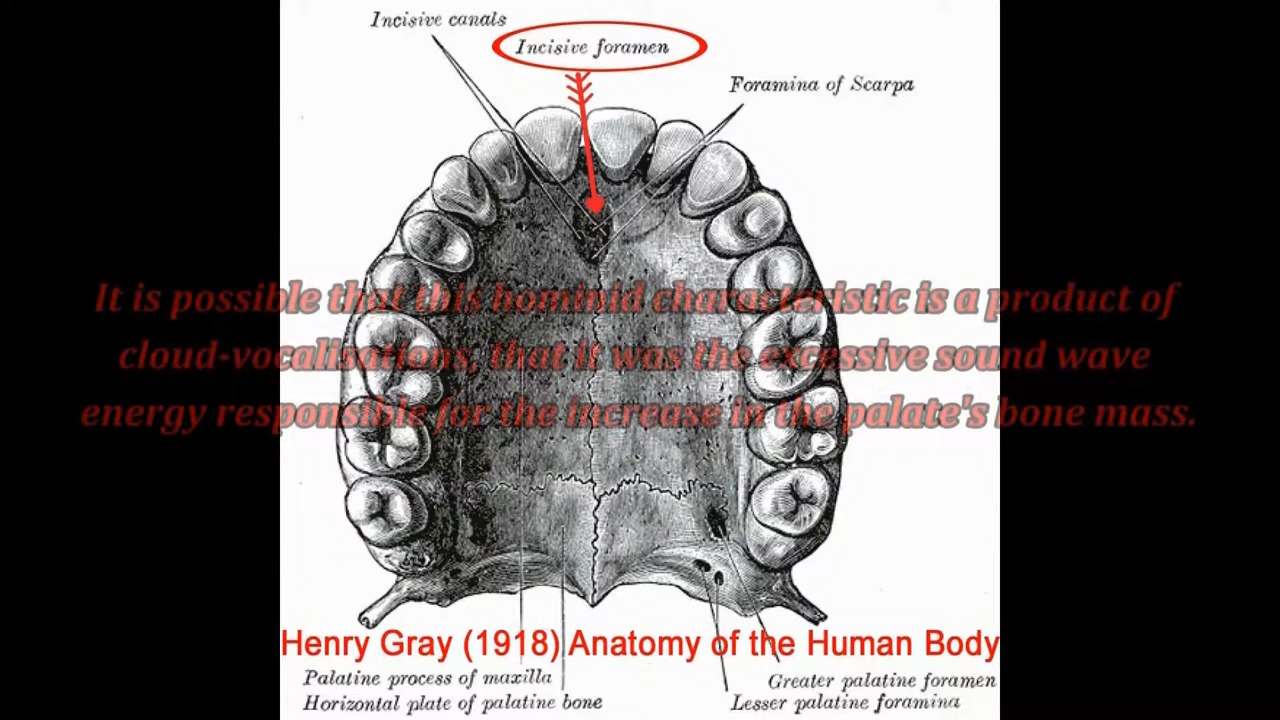 Incisive canals
Incisive foramen
Foramina of Scarpa
It is possible that this hominid characteristic is a product of
cloud-vocalisations, that it was the excessive sound wave
energy responsible for the increase in the palate's bone mass.
Henry Gray (1918) Anatomy of the Human Body
Palatine process of maxilla
Horizontal plate of palatine bone
Greater palatine foramen
Lesser palatine foramina